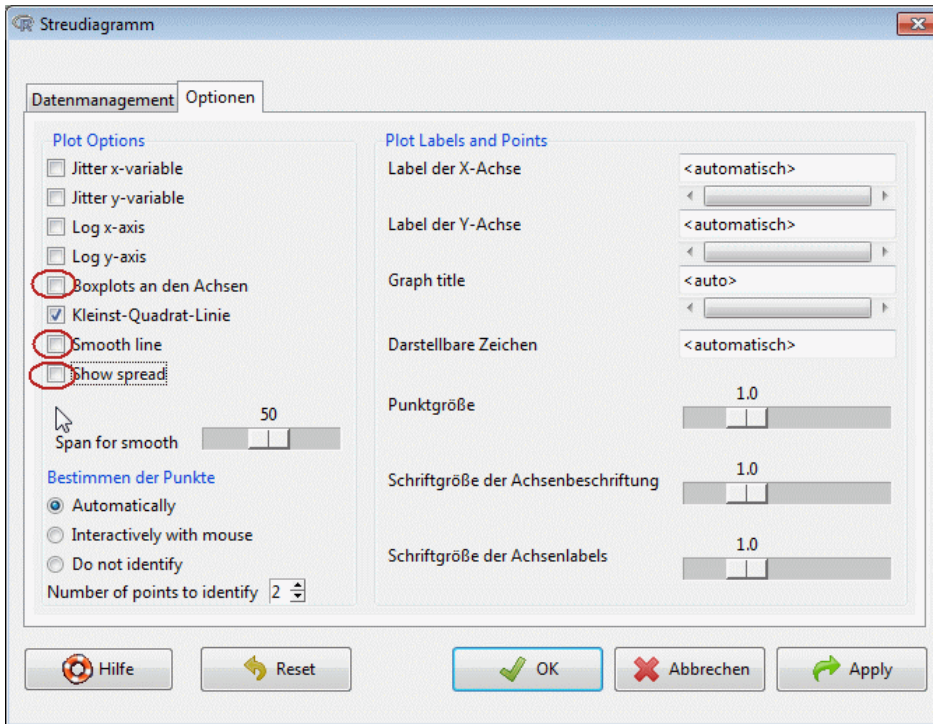 Streudiagramm
Datenmanagement Optionen
Plot Options
Jitter x-variable
Jitter y-variable
Log x-axis
Log y-axis
Boxplots an den Achsen
Kleinst-Quadrat-Linie
Smooth line
Show spread
50
Span for smooth
Bestimmen der Punkte
Automatically
Interactively with mouse
Do not identify
Number of points to identify 2
Plot Labels and Points
Label der X-Achse <automatisch>
Label der Y-Achse <automatisch>
Graph title <auto>
Darstellbare Zeichen <automatisch>
1.0
Punktgröße
1.0
Schriftgröße der Achsenbeschriftung
1.0
Schriftgröße der Achsenlabels
Hilfe Reset OK Abbrechen Apply